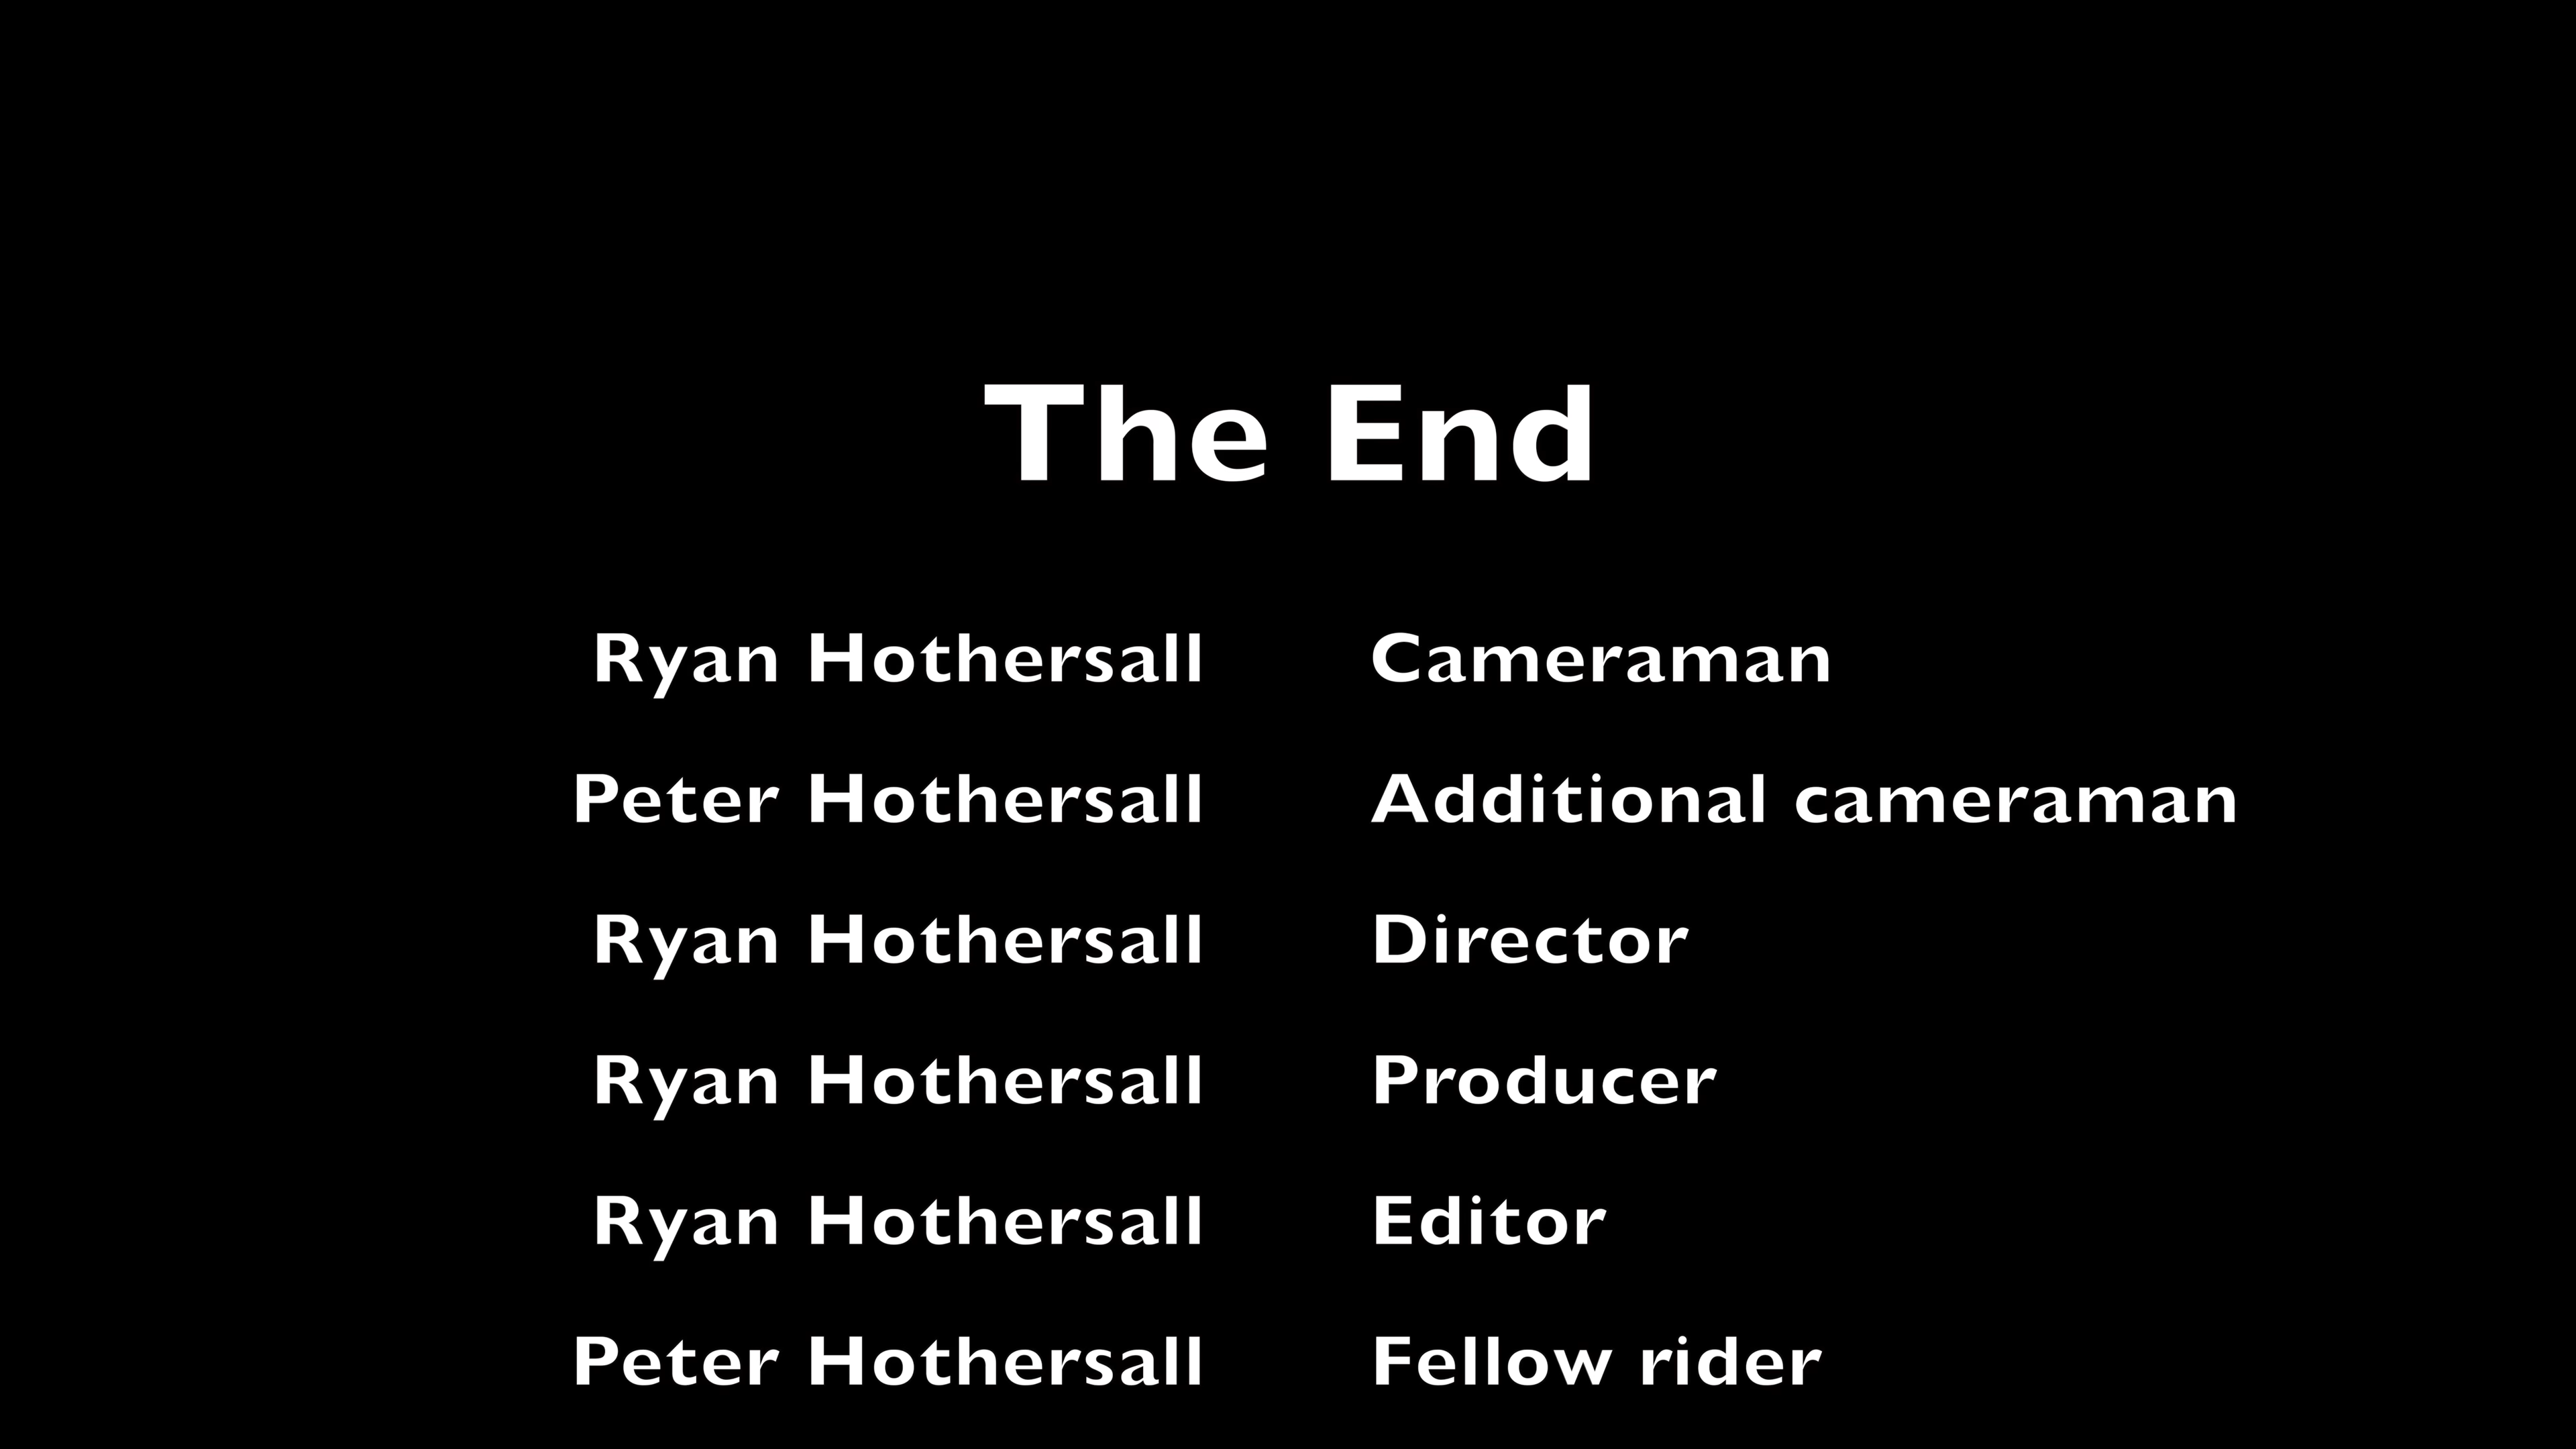 The End
Ryan Hothersall Cameraman
Peter Hothersall Additional cameraman
Ryan Hothersall Director
Ryan Hothersall Producer
Ryan Hothersall Editor
Peter Hothersall Fellow rider